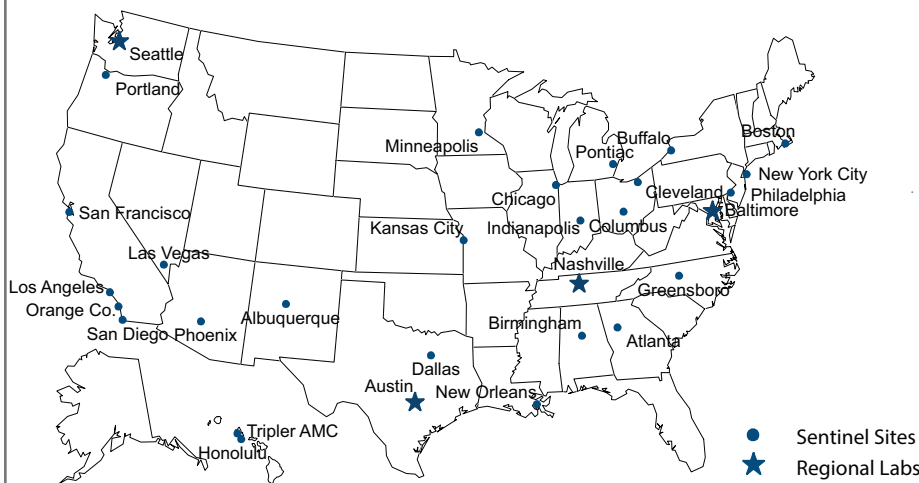 Seattle
Portland
Minneapolis
Buffalo
Boston
Pontiac
New York City
Chicago
Cleveland
Philadelphia
San Francisco
Kansas City
Indianapolis
Columbus
Baltimore
Las Vegas
Nashville
Los Angeles
Greensboro
Orange Co.
Albuquerque
San Diego
Phoenix
Birmingham
Atlanta
Dallas
Austin
New Orleans
Tripler AMC
Honolulu
Sentinel Sites
Regional Labs